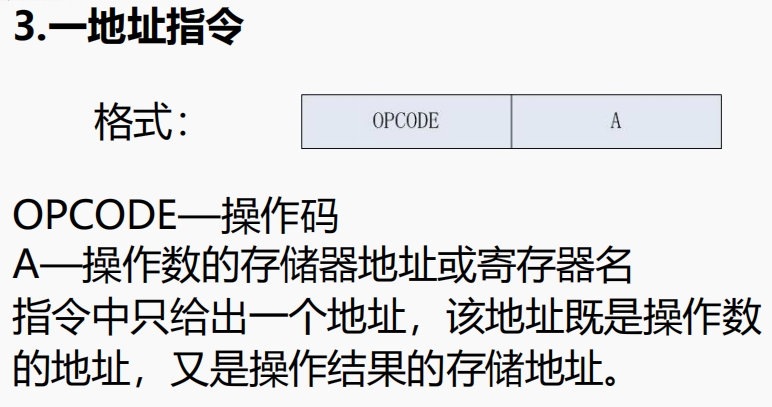 3.一地址指令
格式： OPCODE A
OPCODE—操作码
A—操作数的存储器地址或寄存器名
指令中只给出一个地址，该地址既是操作数
的地址，又是操作结果的存储地址。